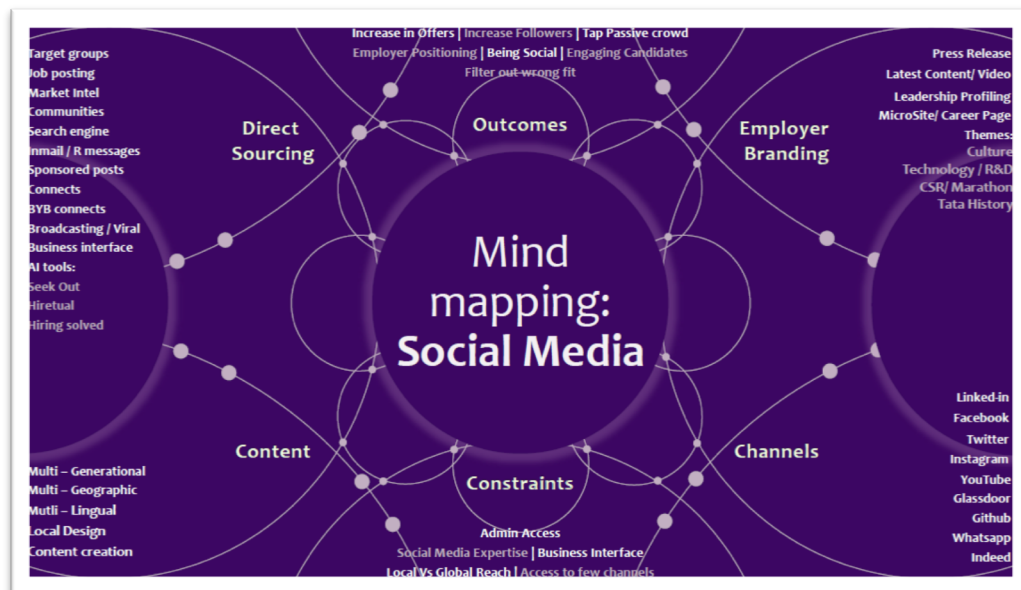 Increase in Offers | Increase Followers | Tap Passive crowd
Employer Positioning | Being Social | Engaging Candidates
Filter out wrong fit
Outcomes
Target groups
Job posting
Market Intel
Communities
Search engine
Inmail / R messages
Sponsored posts
Connects
BYB connects
Broadcasting / Viral
Business interface
AI tools:
Seek Out
Hiretual
Hiring solved
Direct
Sourcing
Employer
Branding
Press Release
Latest Content/ Video
Leadership Profiling
MicroSite/ Career Page
Themes:
Culture
Technology / R&D
CSR/ Marathon
Tata History
Mind
mapping:
Social Media
Content
Multi – Generational
Multi – Geographic
Mutli – Lingual
Local Design
Content creation
Constraints
Admin Access
Social Media Expertise | Business Interface
Local Vs Global Reach | Access to few channels
Channels
Linked-in
Facebook
Twitter
Instagram
YouTube
Glassdoor
Github
Whatsapp
Indeed